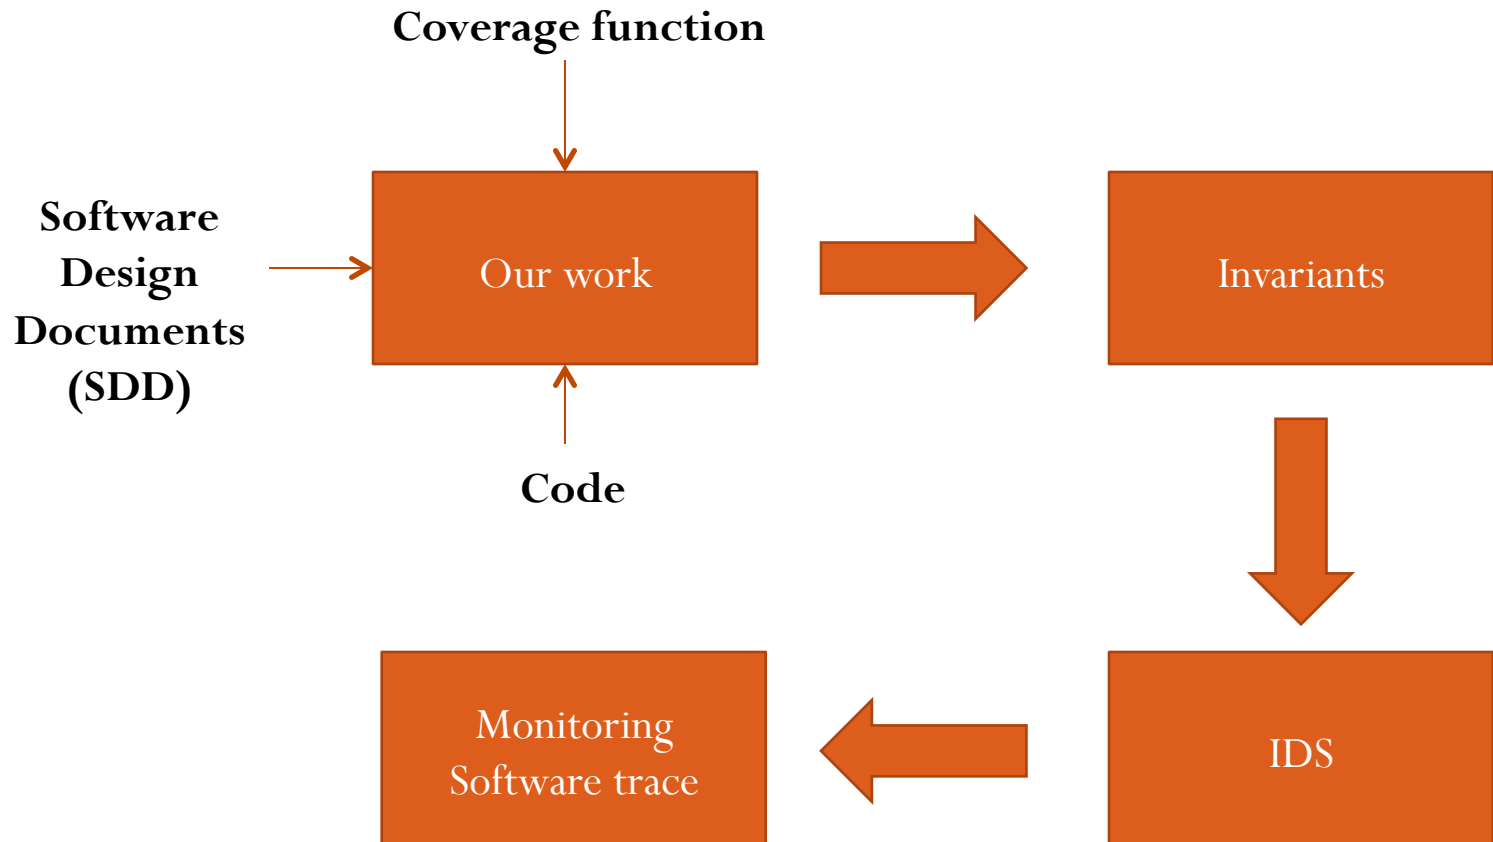 Coverage function
Software
Design
Documents
(SDD)
Our work
Invariants
Code
Monitoring
Software trace
IDS